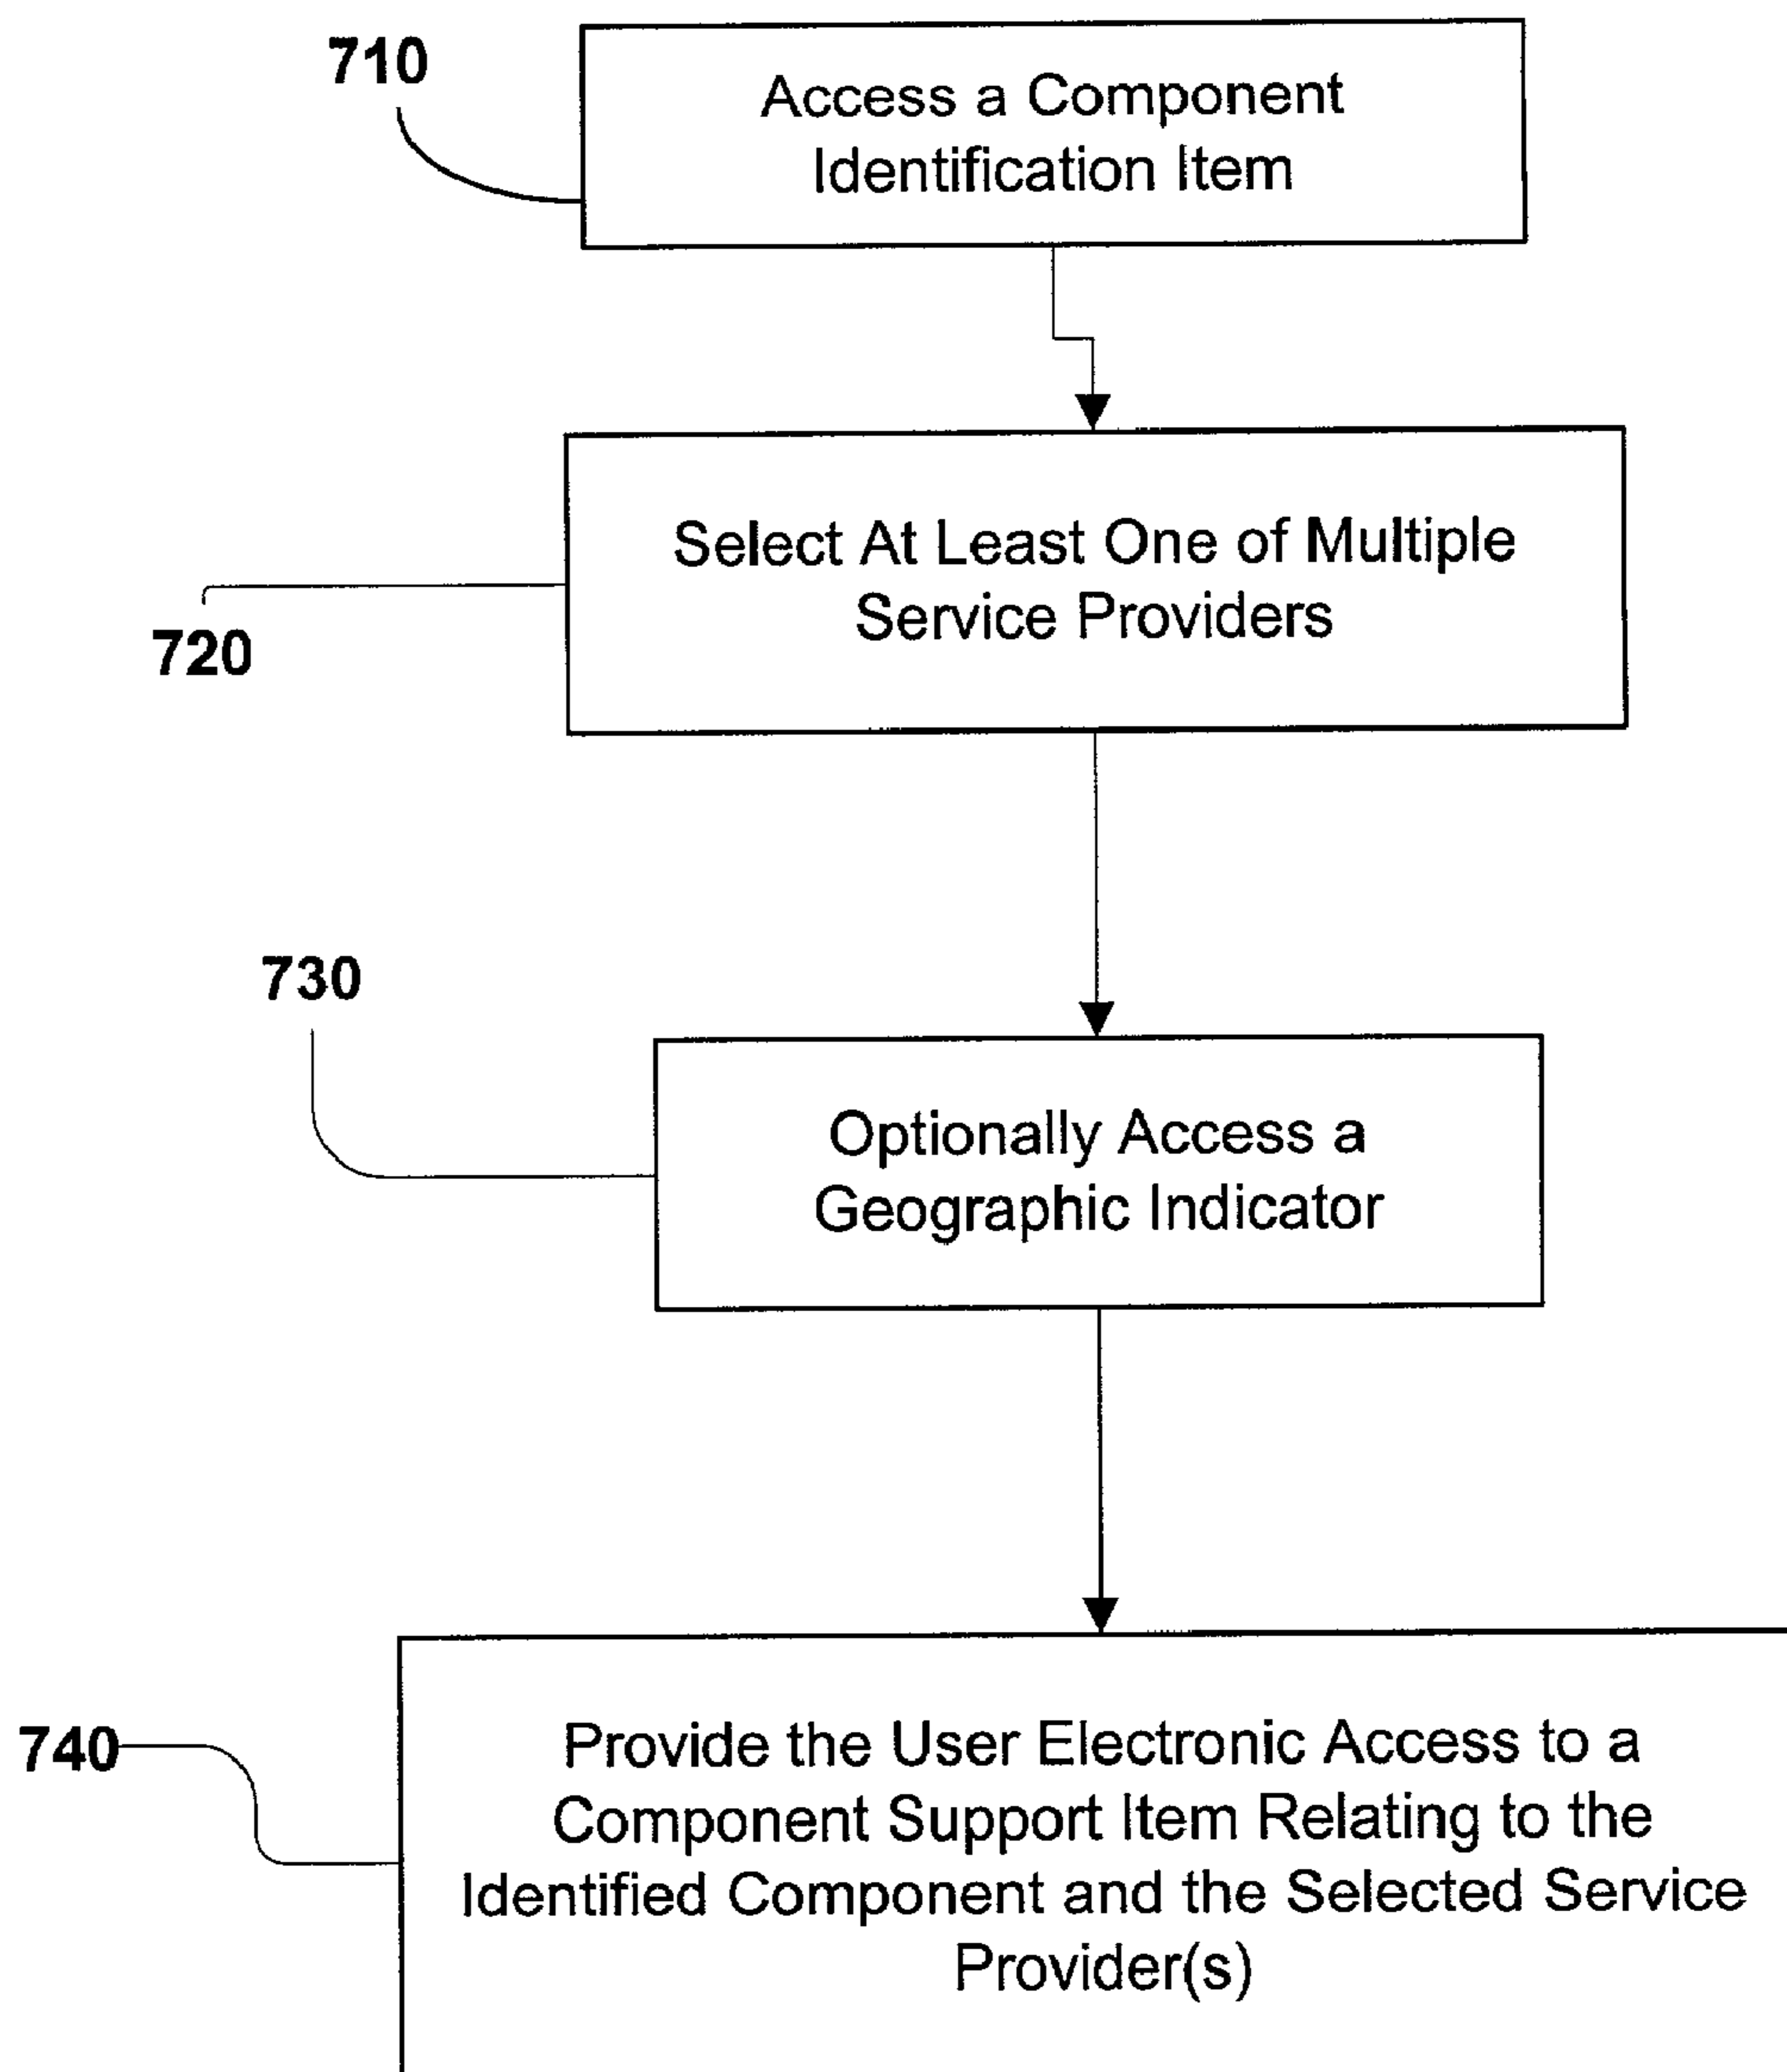 710
Access a Component
Identification Item
Select At Least One of Multiple
Service Providers
720
730
Optionally Access a
Geographic Indicator
740
Provide the User Electronic Access to a
Component Support Item Relating to the
Identified Component and the Selected Service
Provider(s)